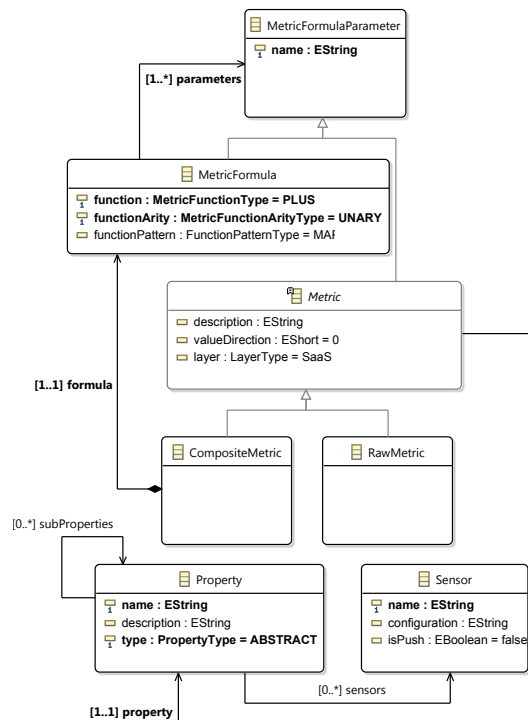 MetricFormulaParameter
name : EString
[1..*] parameters
MetricFormula
function : MetricFunctionType = PLUS
functionArity : MetricFunctionArityType = UNARY
functionPattern : FunctionPatternType = MAP
Metric
description : EString
valueDirection : EShort = 0
layer : LayerType = SaaS
[1..1] formula
CompositeMetric
RawMetric
[0..*] subProperties
Property
name : EString
description : EString
type : PropertyType = ABSTRACT
Sensor
name : EString
configuration : EString
isPush : EBoolean = false
[0..*] sensors
[1..1] property